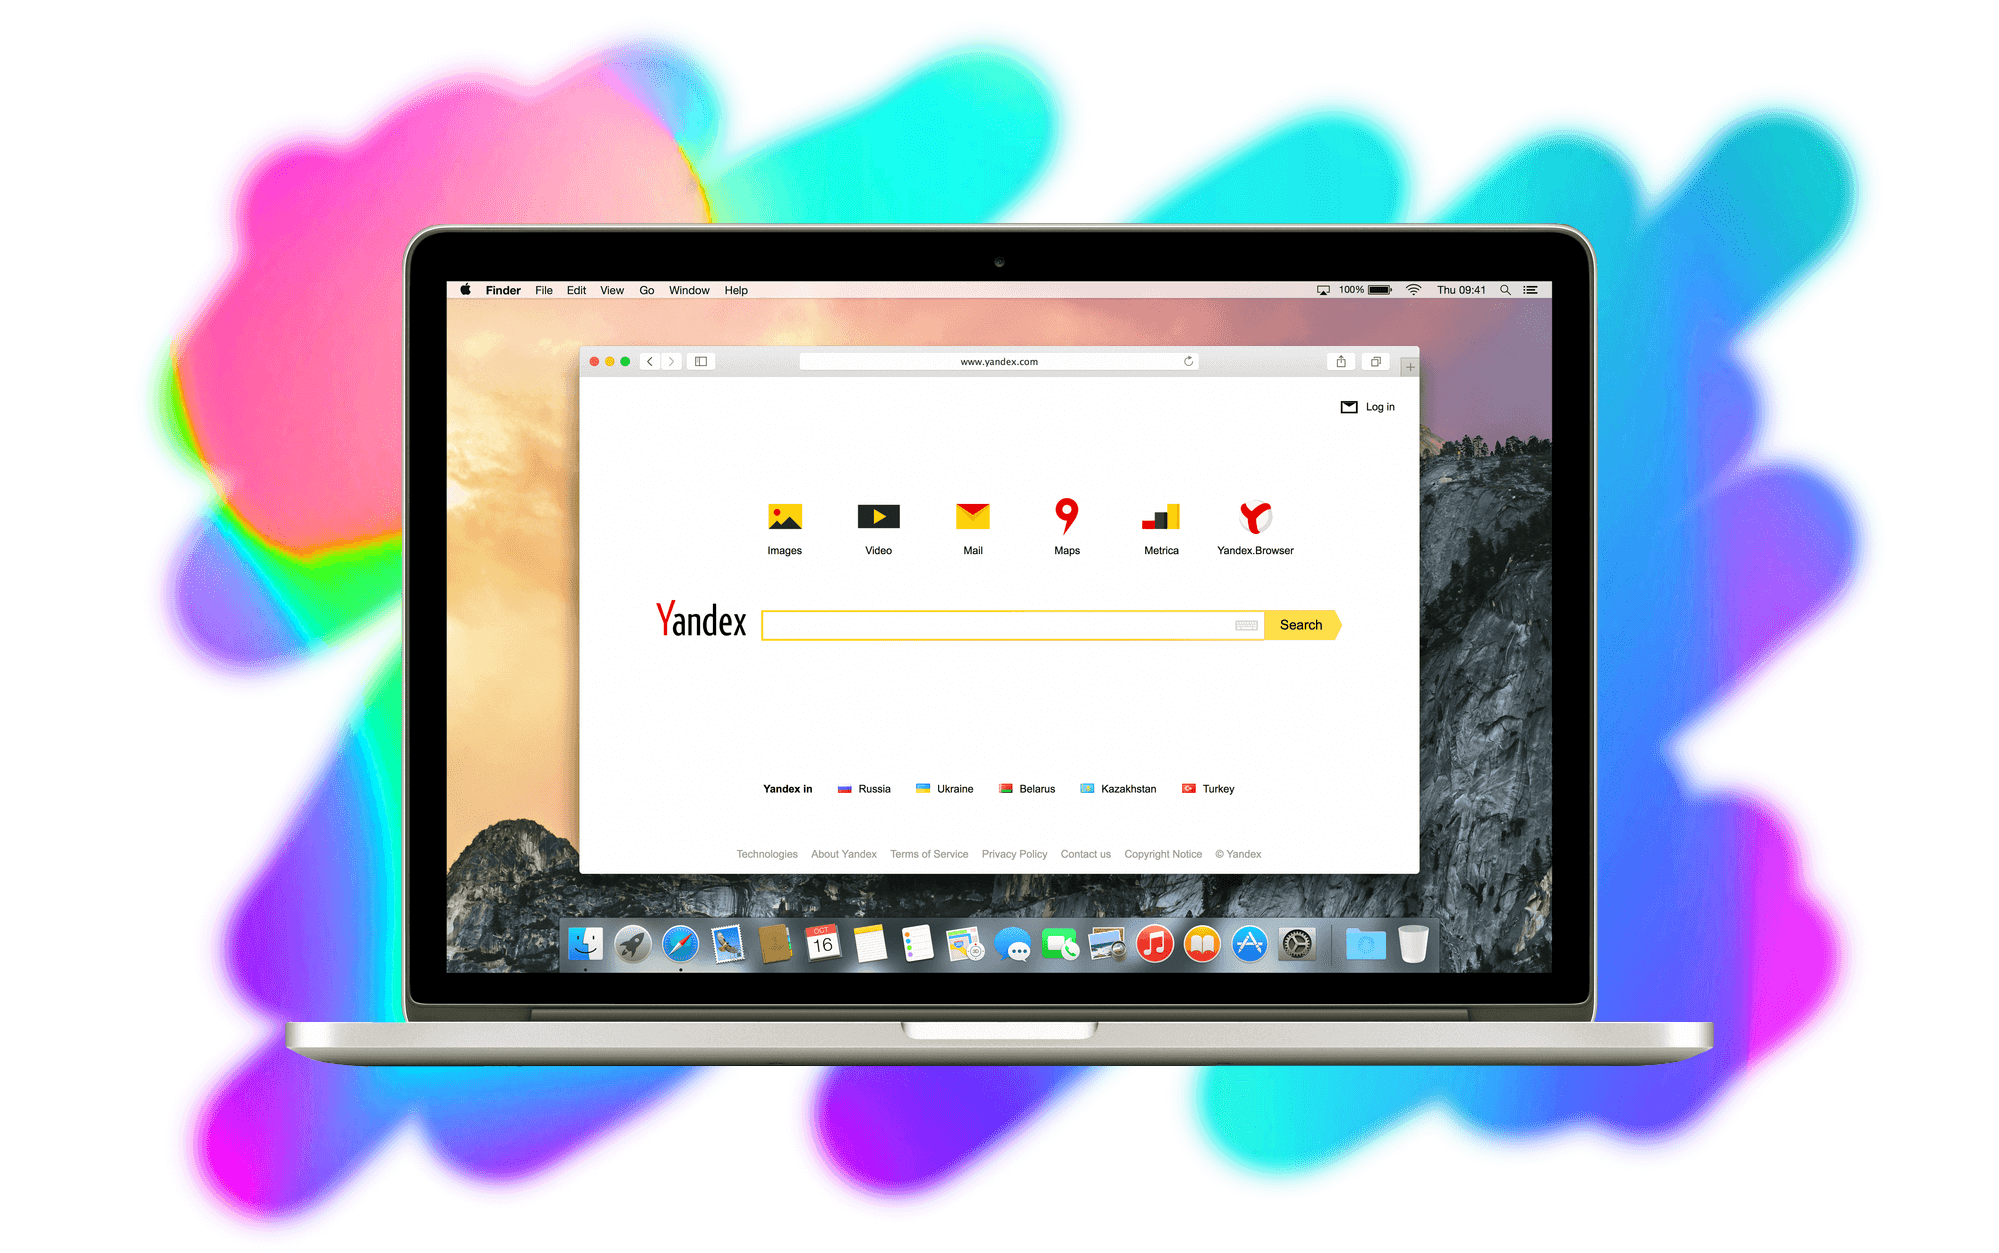 Finder File Edit View Go Window Help 100% Thu 09:41
www.yandex.com
Log in
Images Video Mail Maps Metrica Yandex.Browser
Yandex Search
Yandex in Russia Ukraine Belarus Kazakhstan Turkey
Technologies About Yandex Terms of Service Privacy Policy Contact us Copyright Notice © Yandex
OCT
16
3D